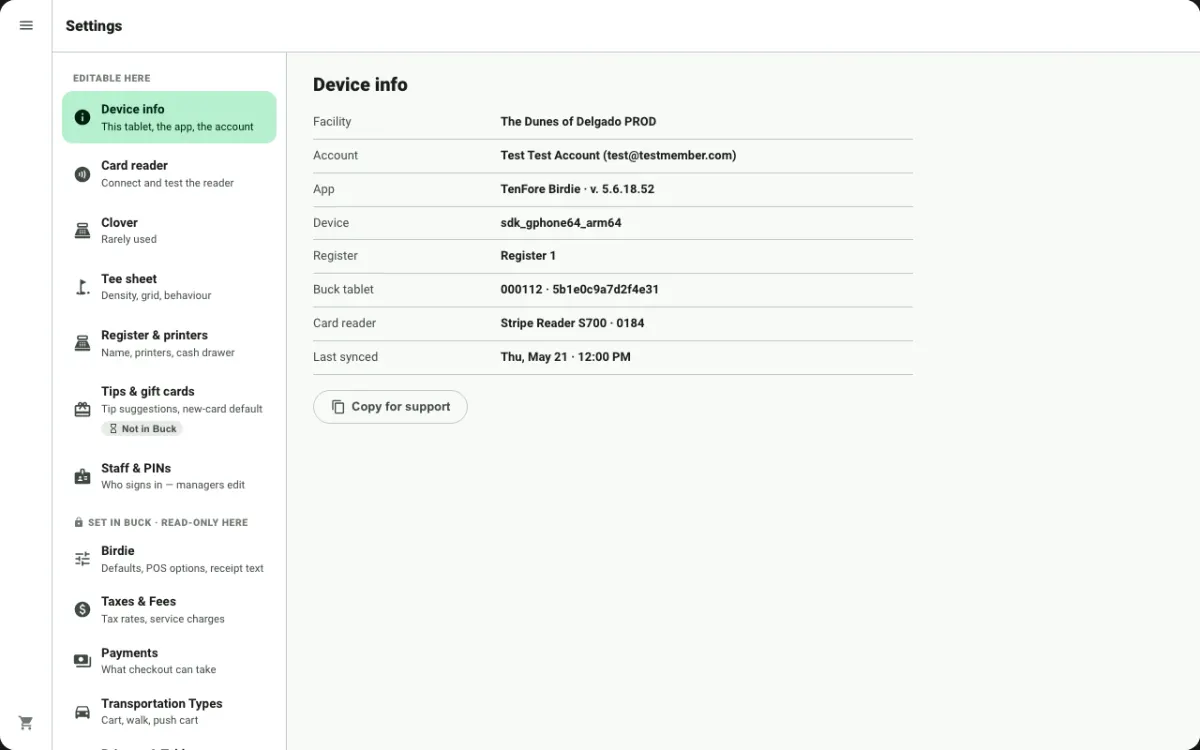 Settings
EDITABLE HERE
Device info
This tablet, the app, the account
Card reader
Connect and test the reader
Clover
Rarely used
Tee sheet
Density, grid, behaviour
Register & printers
Name, printers, cash drawer
Tips & gift cards
Tip suggestions, new-card default
Not in Buck
Staff & PINs
Who signs in — managers edit
SET IN BUCK · READ-ONLY HERE
Birdie
Defaults, POS options, receipt text
Taxes & Fees
Tax rates, service charges
Payments
What checkout can take
Transportation Types
Cart, walk, push cart
Device info
Facility The Dunes of Delgado PROD
Account Test Test Account (test@testmember.com)
App TenFore Birdie · v. 5.6.18.52
Device sdk_gphone64_arm64
Register Register 1
Buck tablet 000112 · 5b1e0c9a7d2f4e31
Card reader Stripe Reader S700 · 0184
Last synced Thu, May 21 · 12:00 PM
Copy for support